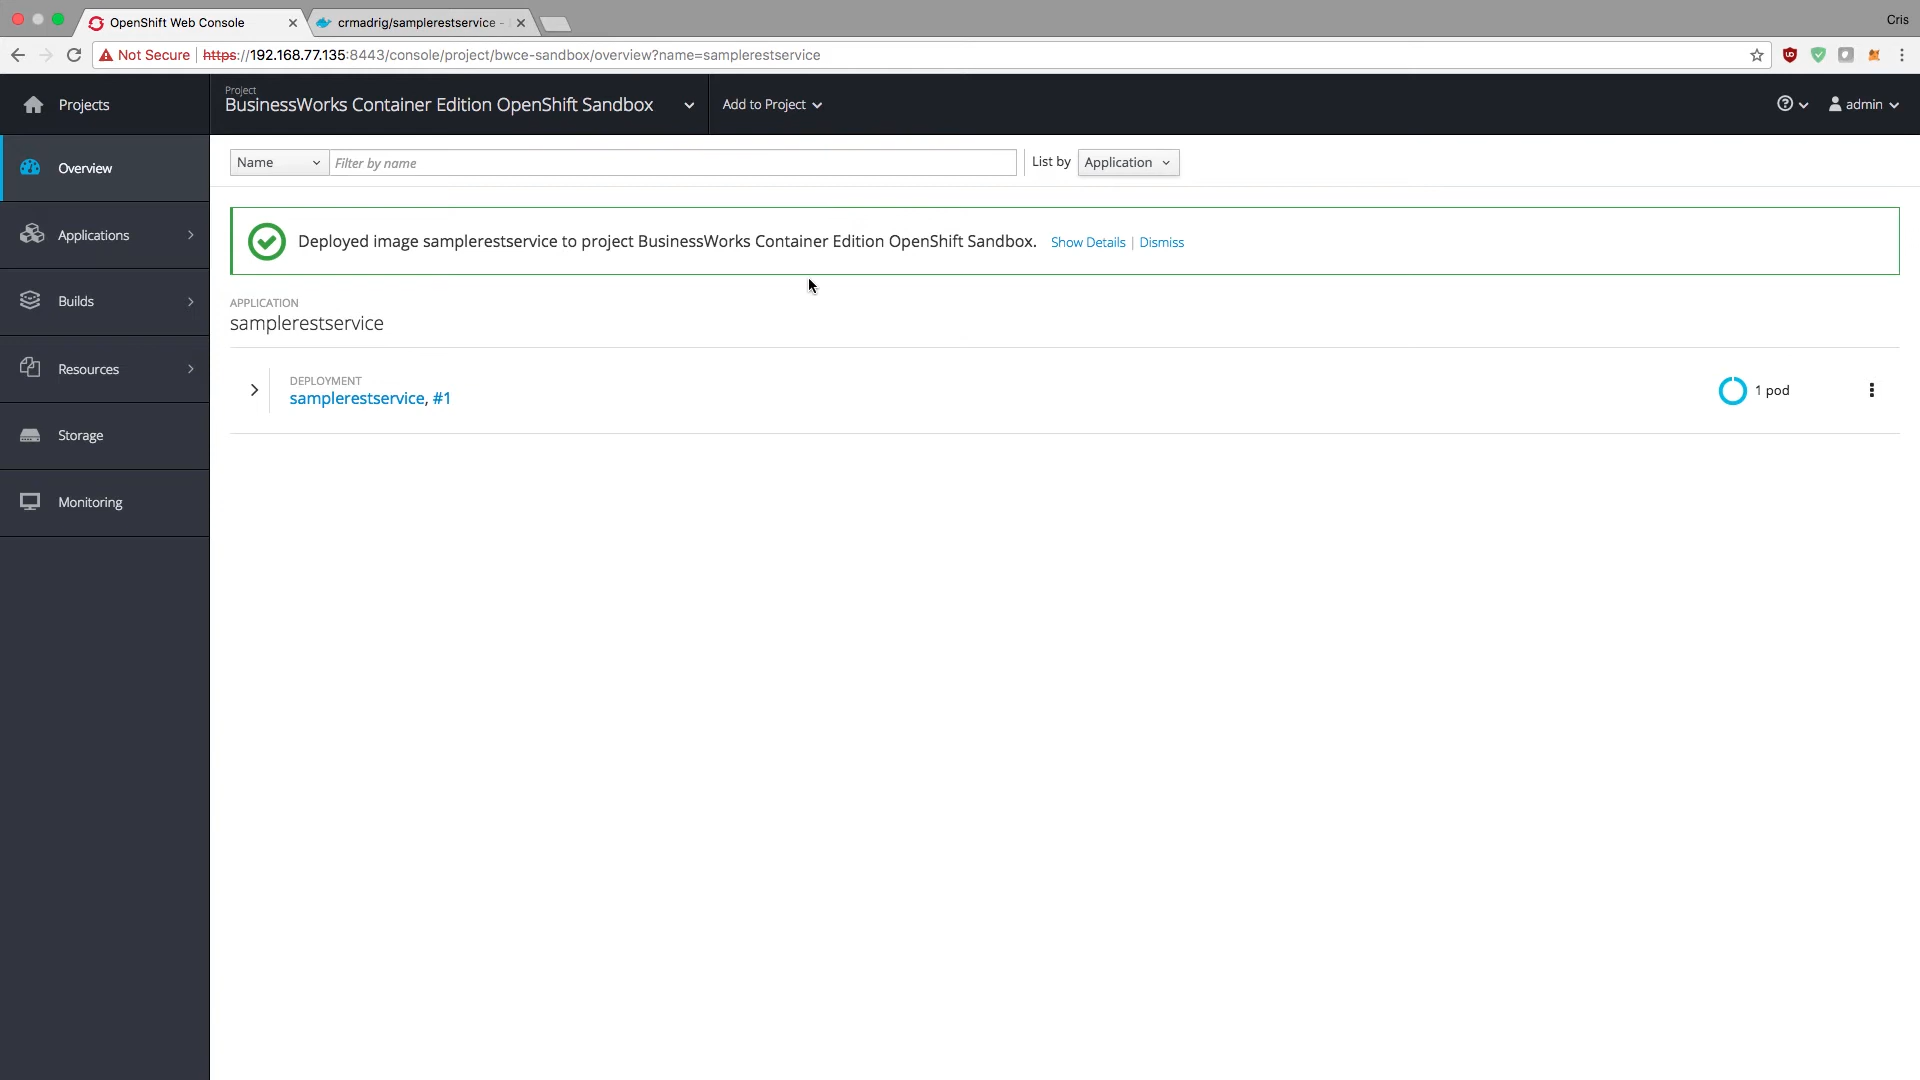 OpenShift Web Console
crmadrig/samplerestservice -
Cris
Not Secure
https://192.168.77.135:8443/console/project/bwce-sandbox/overview?name=samplerestservice
Projects
Project
BusinessWorks Container Edition OpenShift Sandbox
Add to Project
admin
Overview
Applications
Builds
Resources
Storage
Monitoring
Name
Filter by name
List by
Application
Deployed image samplerestservice to project BusinessWorks Container Edition OpenShift Sandbox. Show Details | Dismiss
APPLICATION
samplerestservice
DEPLOYMENT
samplerestservice, #1
1 pod